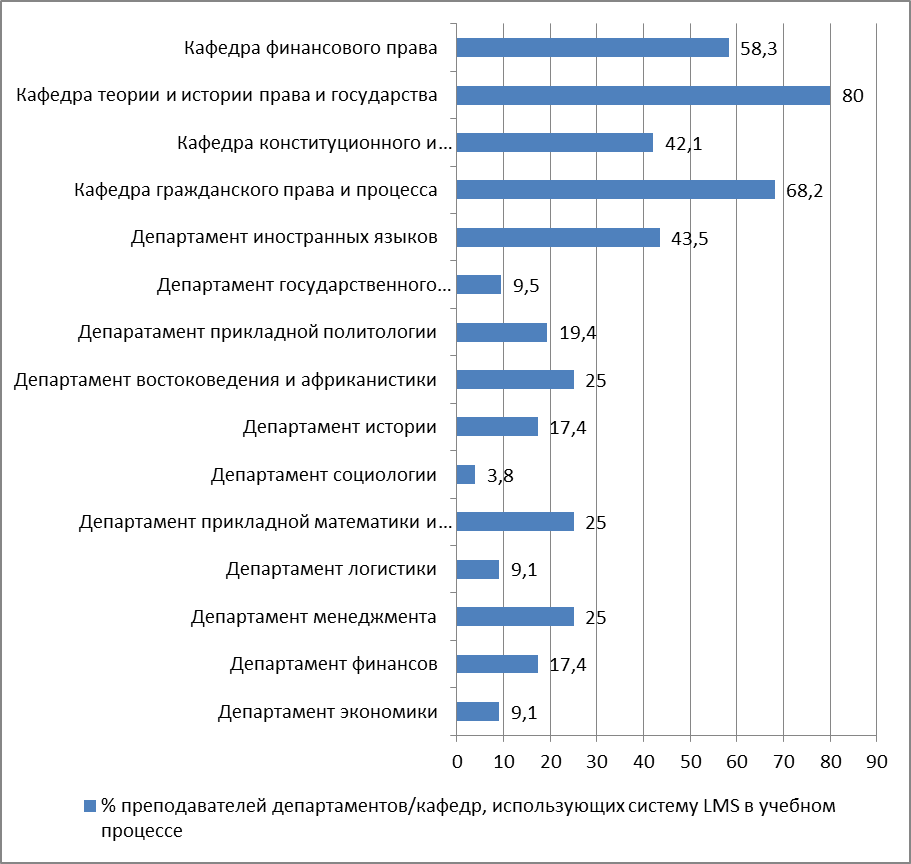 Кафедра финансового права
58,3
Кафедра теории и истории права и государства
80
Кафедра конституционного и...
42,1
Кафедра гражданского права и процесса
68,2
Департамент иностранных языков
43,5
Департамент государственного...
9,5
Депаратамент прикладной политологии
19,4
Департамент востоковедения и африканистики
25
Департамент истории
17,4
Департамент социологии
3,8
Департамент прикладной математики и...
25
Департамент логистики
9,1
Департамент менеджмента
25
Департамент финансов
17,4
Департамент экономики
9,1
0 10 20 30 40 50 60 70 80 90
% преподавателей департаментов/кафедр, использующих систему LMS в учебном
процессе